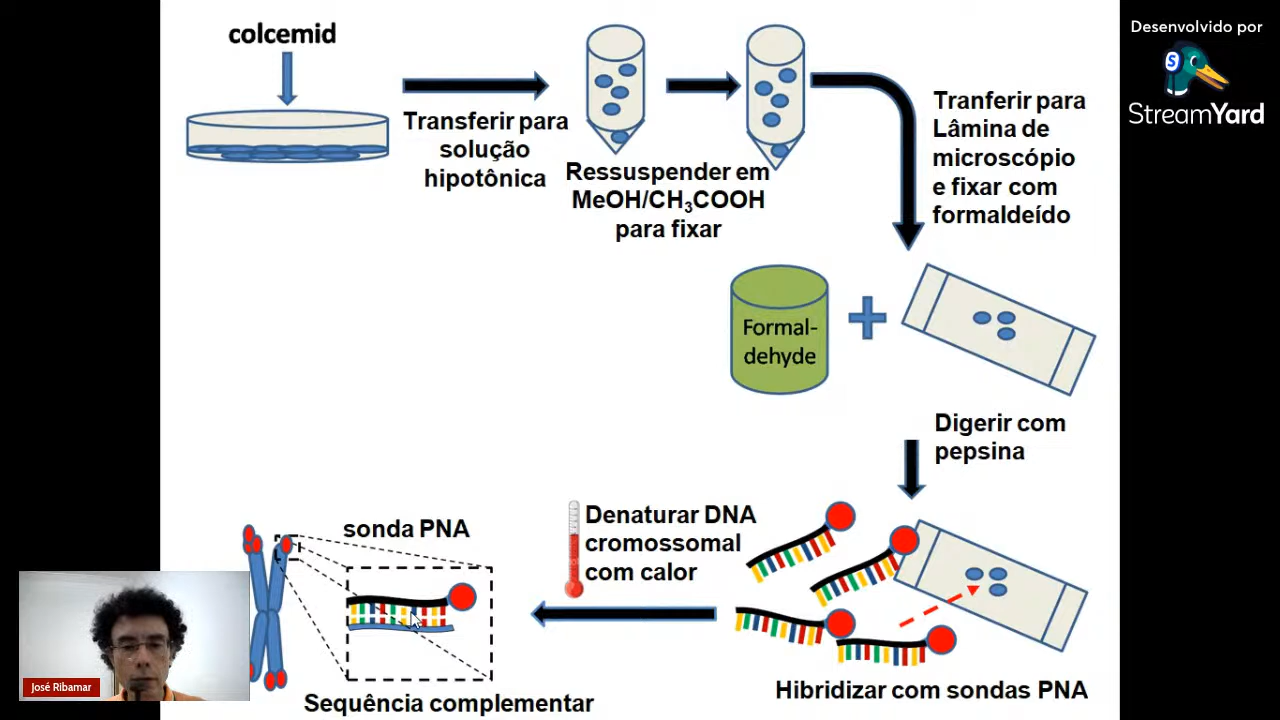 colcemid
Transferir para
solução
hipotônica
Ressuspender em
MeOH/CH₃COOH
para fixar
Tranferir para
Lâmina de
microscópio
e fixar com
formaldeído
Formal-
dehyde
Digerir com
pepsina
Hibridizar com sondas PNA
Denaturar DNA
cromossomal
com calor
sonda PNA
Sequência complementar
José Ribamar
Desenvolvido por
S
StreamYard